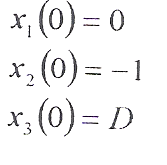 x₁(0) = 0
x₂(0) = −1
x₃(0) = D